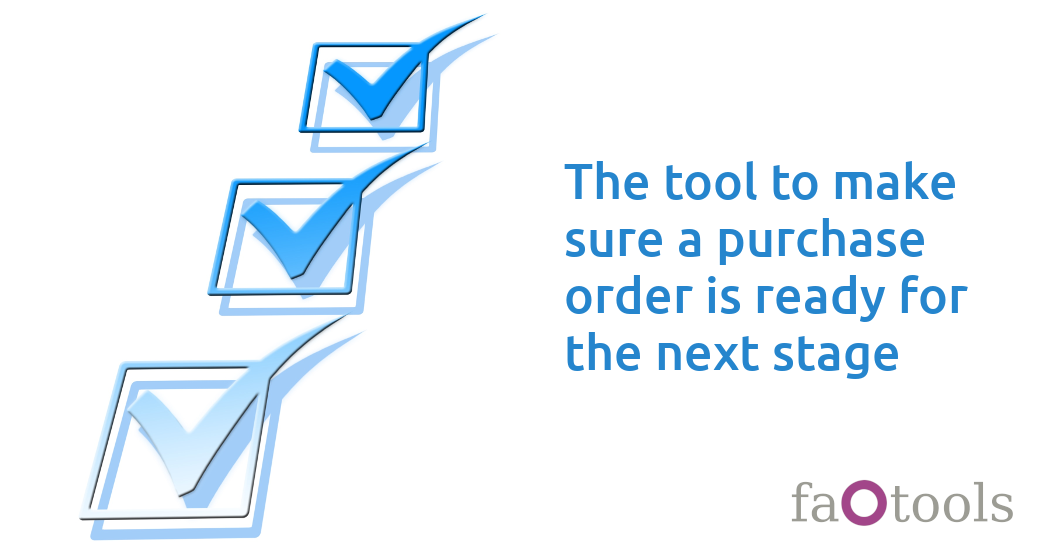 The tool to make
sure a purchase
order is ready for
the next stage
faOtools